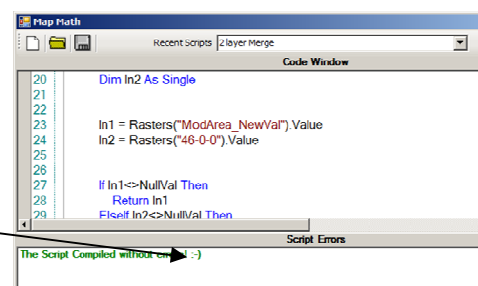 Map Math
Recent Scripts 2 layer Merge
Code Window
20 Dim In2 As Single
21
22
23 In1 = Rasters("ModArea_NewVal").Value
24 In2 = Rasters("46-0-0").Value
25
26
27 If In1<>NullVal Then
28 Return In1
29 ElseIf In2<>NullVal Then
Script Errors
The Script Compiled without :-)